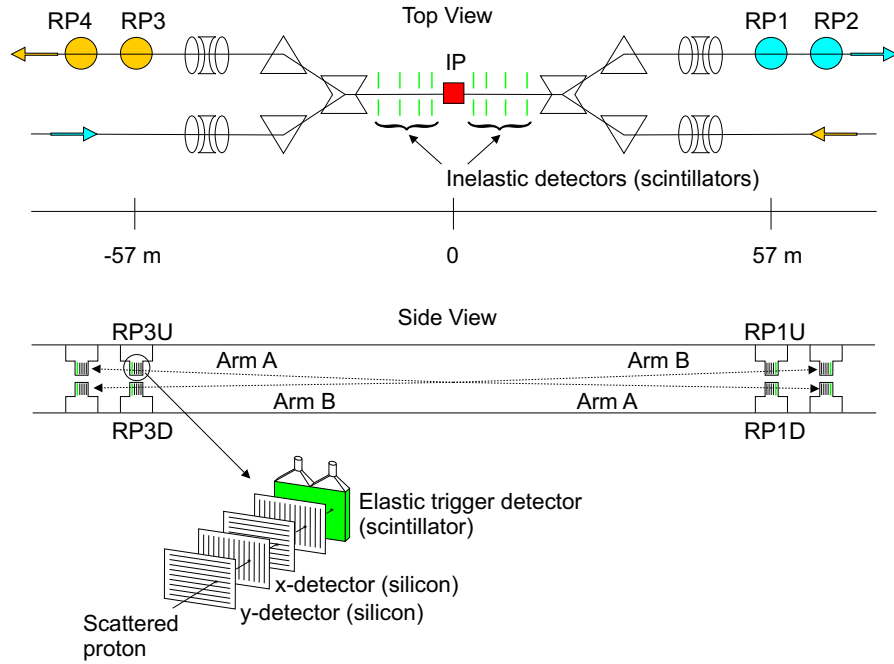 Top View
RP4 RP3 RP1 RP2
IP
Inelastic detectors (scintillators)
-57 m 0 57 m
Side View
RP3U RP1U
Arm A Arm B
Arm B Arm A
RP3D RP1D
Elastic trigger detector
(scintillator)
x-detector (silicon)
y-detector (silicon)
Scattered
proton